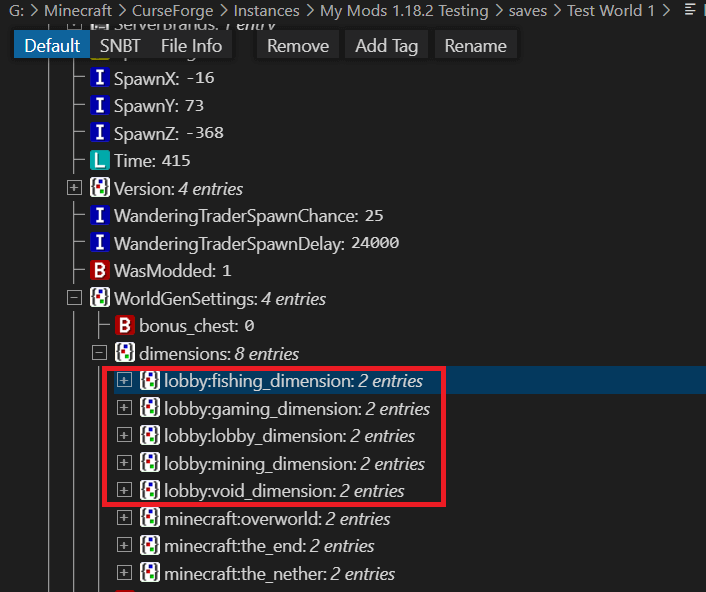 G: > Minecraft > CurseForge > Instances > My Mods 1.18.2 Testing > saves > Test World 1 >
ServerBrands: 1 entry
Default SNBT File Info Remove Add Tag Rename
I SpawnX: -16
I SpawnY: 73
I SpawnZ: -368
L Time: 415
Version: 4 entries
I WanderingTraderSpawnChance: 25
I WanderingTraderSpawnDelay: 24000
B WasModded: 1
WorldGenSettings: 4 entries
B bonus_chest: 0
dimensions: 8 entries
lobby:fishing_dimension: 2 entries
lobby:gaming_dimension: 2 entries
lobby:lobby_dimension: 2 entries
lobby:mining_dimension: 2 entries
lobby:void_dimension: 2 entries
minecraft:overworld: 2 entries
minecraft:the_end: 2 entries
minecraft:the_nether: 2 entries